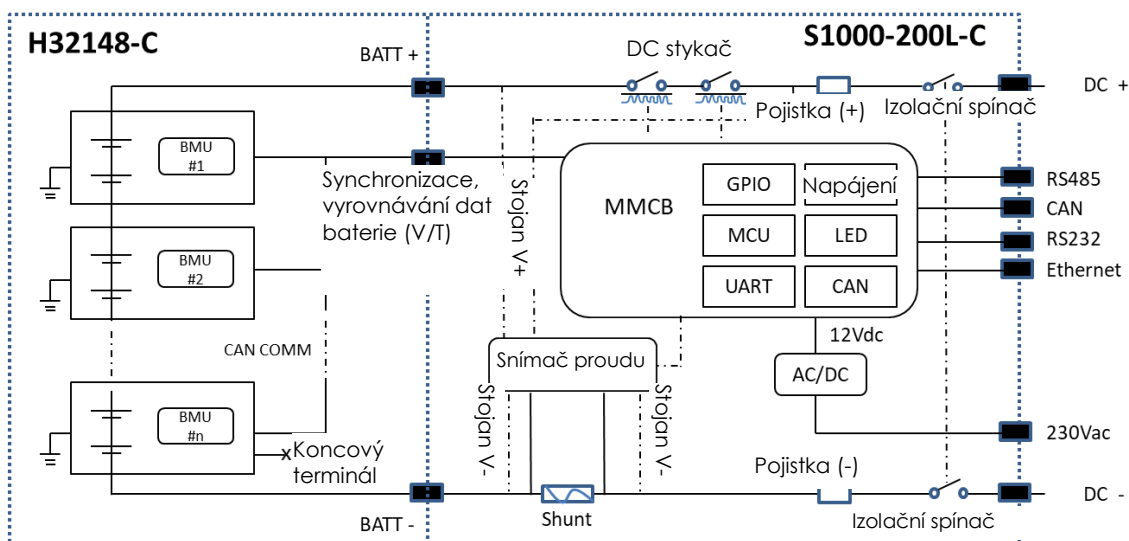 H32148-C
S1000-200L-C
BATT +
DC stykač
DC +
Pojistka (+)
Izolační spínač
BMU
#1
Synchronizace,
vyrovnávání dat
baterie (V/T)
Stojan V+
MMCB
GPIO
Napájení
MCU
LED
UART
CAN
RS485
CAN
RS232
Ethernet
BMU
#2
CAN COMM
12Vdc
Snímač proudu
AC/DC
Stojan V-
Stojan V-
BMU
#n
x
Koncový
terminál
230Vac
Pojistka (-)
BATT -
Shunt
Izolační spínač
DC -